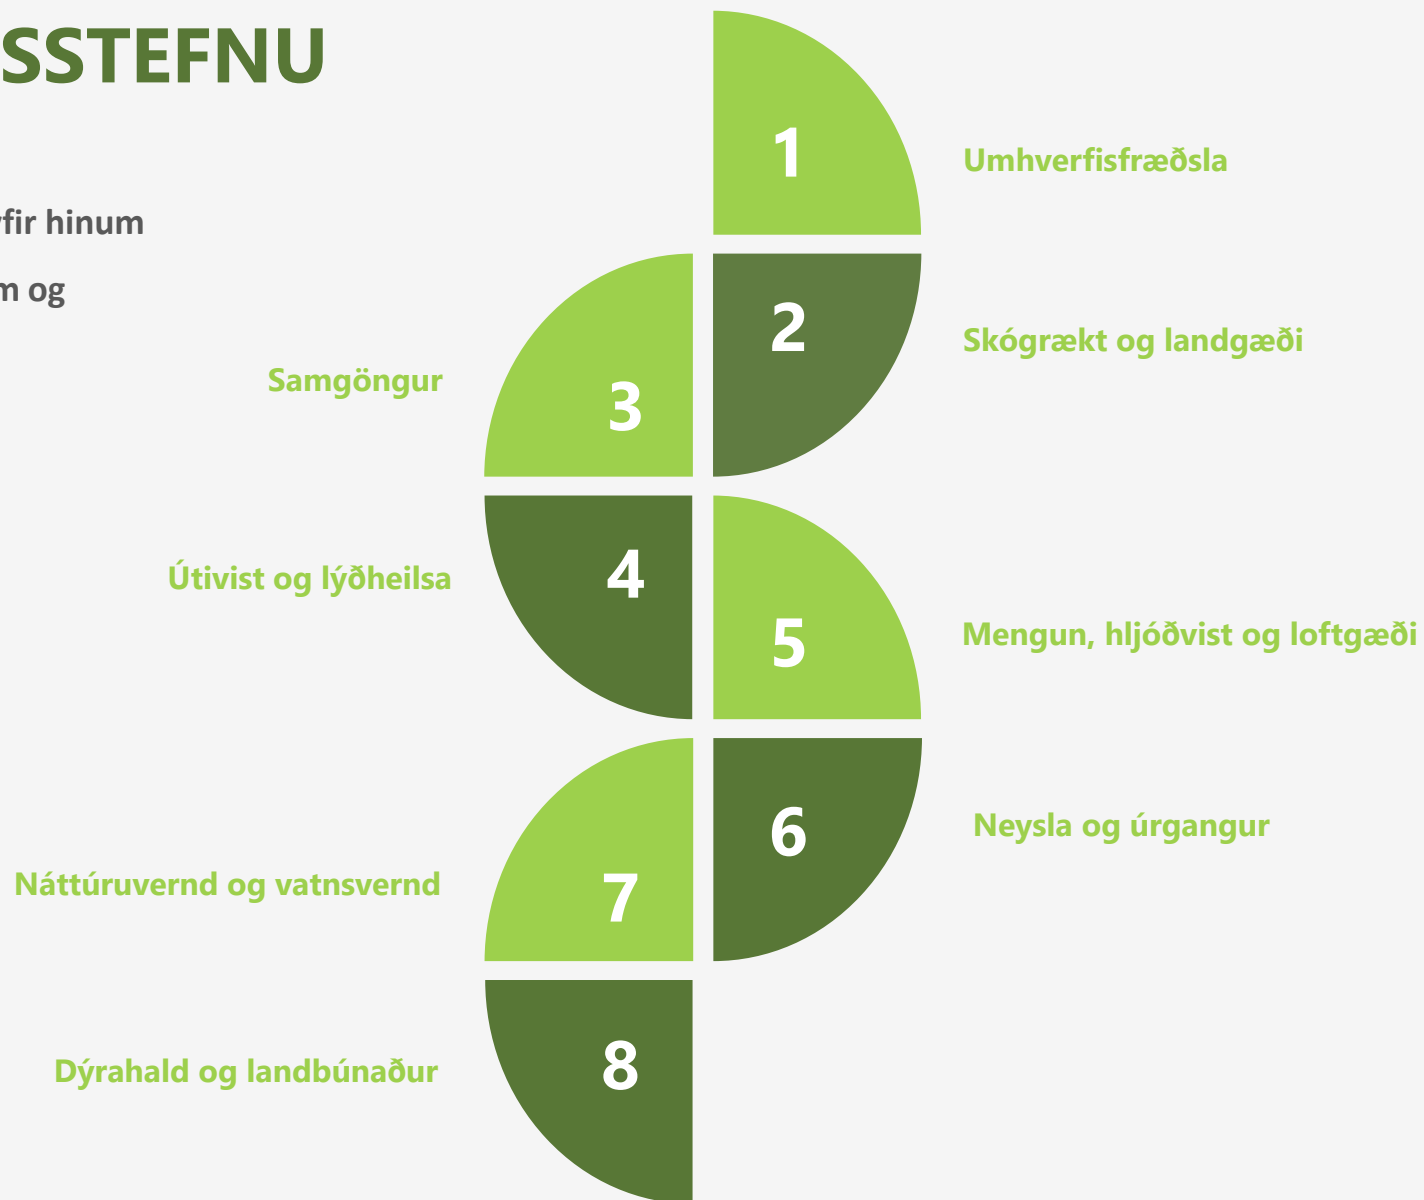 SSTEFNU
fir hinum
m og
1
Umhverfisfræðsla
2
Skógrækt og landgæði
Samgöngur
3
Útivist og lýðheilsa
4
5
Mengun, hljóðvist og loftgæði
6
Neysla og úrgangur
Náttúruvernd og vatnsvernd
7
Dýrahald og landbúnaður
8